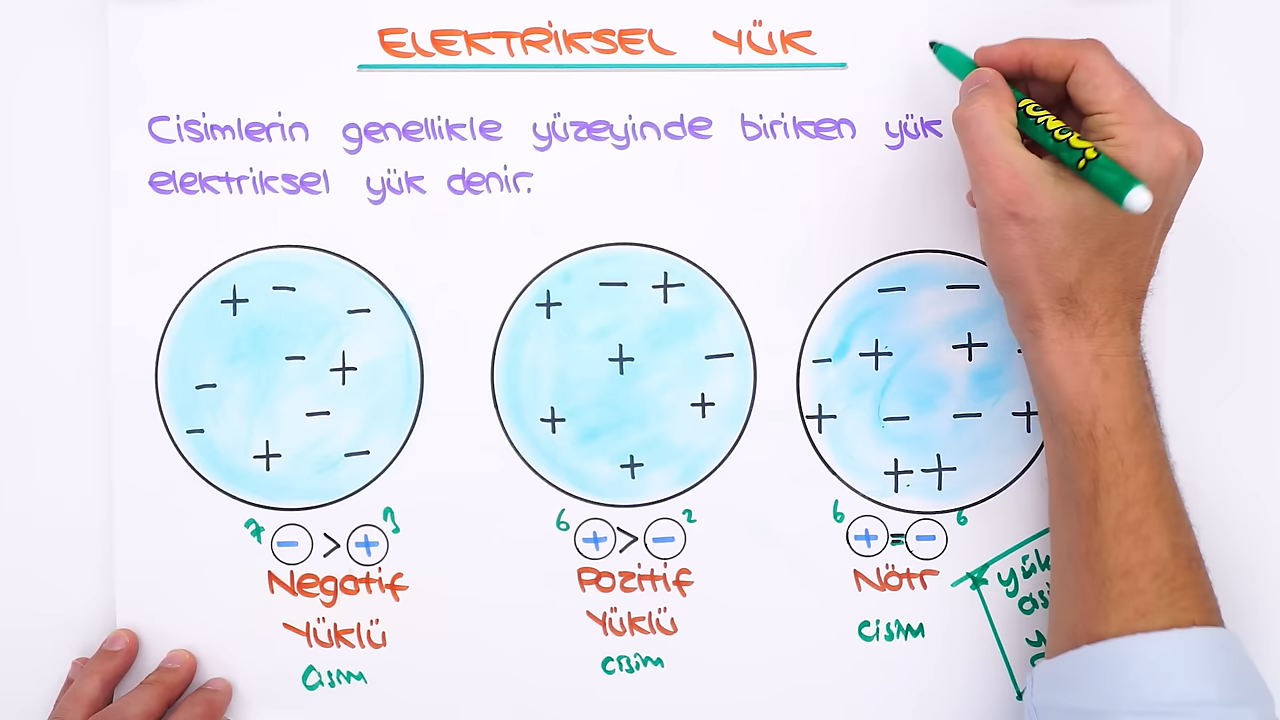 ELEKTRİKSEL YÜK
Cisimlerin genellikle yüzeyinde biriken yük
elektriksel yük denir.
+ − −
− +
−
− −
+ −
+ − +
+ −
+ +
+
− −
− + +
+ − − +
+ +
7 − > + 3
6 + > − 2
6 + = − 6
Negatif
Yüklü
Cisim
Pozitif
Yüklü
cisim
Nötr
cisim
yük